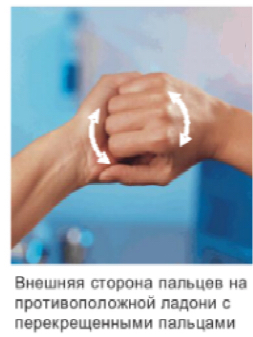 Внешняя сторона пальцев на
противоположной ладони с
перекрещенными пальцами